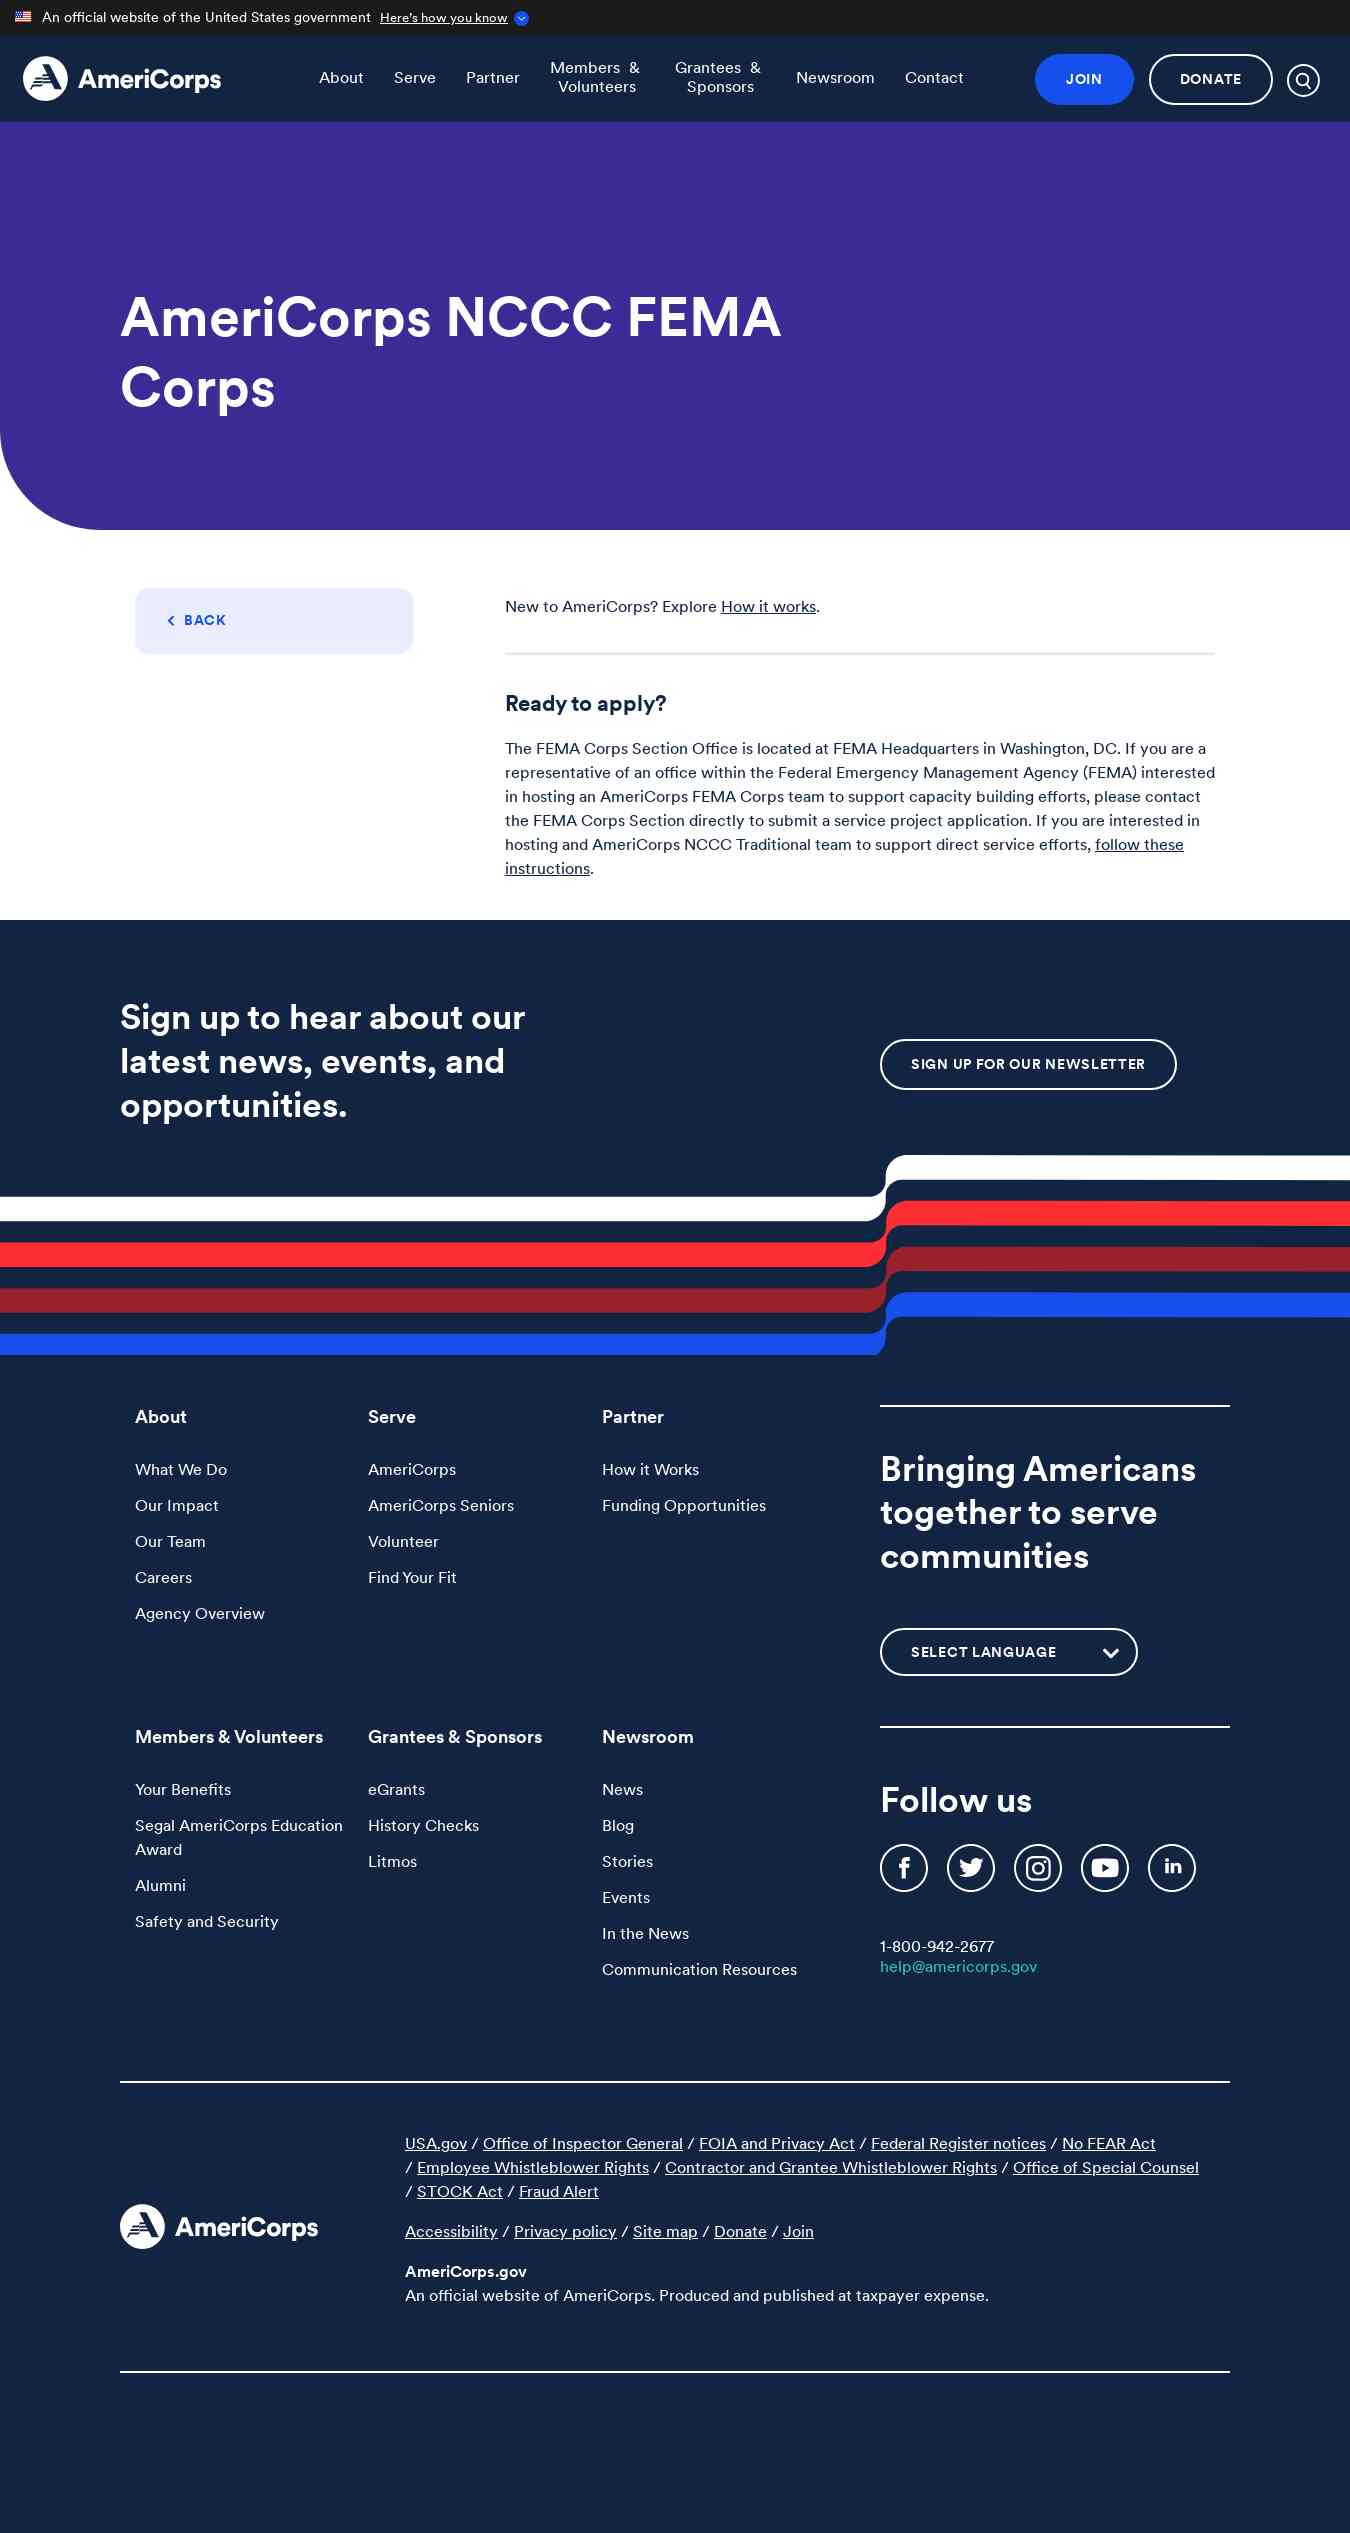 An official website of the United States government Here's how you know
AmeriCorps
About Serve Partner Members & Volunteers Grantees & Sponsors Newsroom Contact
JOIN DONATE
AmeriCorps NCCC FEMA
Corps
BACK
New to AmeriCorps? Explore How it works.
Ready to apply?
The FEMA Corps Section Office is located at FEMA Headquarters in Washington, DC. If you are a
representative of an office within the Federal Emergency Management Agency (FEMA) interested
in hosting an AmeriCorps FEMA Corps team to support capacity building efforts, please contact
the FEMA Corps Section directly to submit a service project application. If you are interested in
hosting and AmeriCorps NCCC Traditional team to support direct service efforts, follow these
instructions.
Sign up to hear about our
latest news, events, and
opportunities.
SIGN UP FOR OUR NEWSLETTER
About
What We Do
Our Impact
Our Team
Careers
Agency Overview
Serve
AmeriCorps
AmeriCorps Seniors
Volunteer
Find Your Fit
Partner
How it Works
Funding Opportunities
Bringing Americans
together to serve
communities
SELECT LANGUAGE
Members & Volunteers
Your Benefits
Segal AmeriCorps Education
Award
Alumni
Safety and Security
Grantees & Sponsors
eGrants
History Checks
Litmos
Newsroom
News
Blog
Stories
Events
In the News
Communication Resources
Follow us
1-800-942-2677
help@americorps.gov
AmeriCorps
USA.gov / Office of Inspector General / FOIA and Privacy Act / Federal Register notices / No FEAR Act
/ Employee Whistleblower Rights / Contractor and Grantee Whistleblower Rights / Office of Special Counsel
/ STOCK Act / Fraud Alert
Accessibility / Privacy policy / Site map / Donate / Join
AmeriCorps.gov
An official website of AmeriCorps. Produced and published at taxpayer expense.